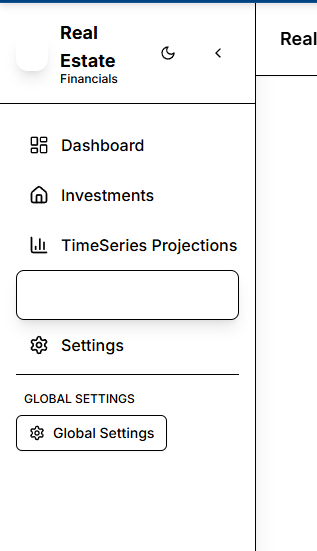 Real
Estate
Financials
Real
Dashboard
Investments
TimeSeries Projections
Settings
GLOBAL SETTINGS
Global Settings